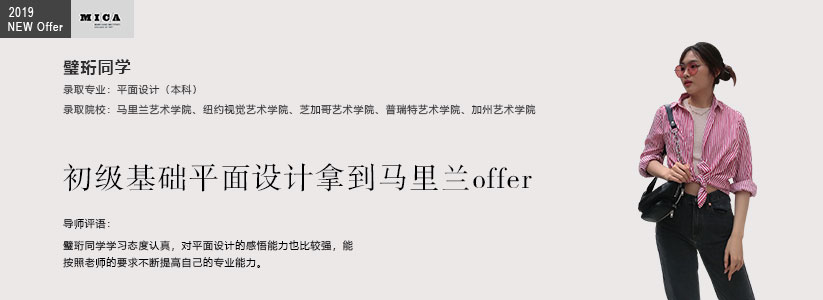 2019
NEW Offer
MICA
璧珩同学
录取专业：平面设计（本科）
录取院校：马里兰艺术学院、纽约视觉艺术学院、芝加哥艺术学院、普瑞特艺术学院、加州艺术学院
初级基础平面设计拿到马里兰offer
导师评语：
璧珩同学学习态度认真，对平面设计的感悟能力也比较强，能
按照老师的要求不断提高自己的专业能力。